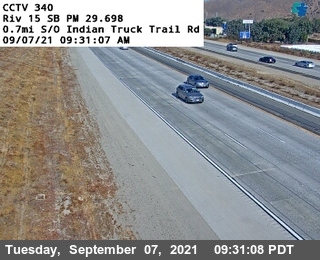 CCTV 340
Riv 15 SB PM 29.698
0.7mi S/O Indian Truck Trail Rd
09/07/21 09:31:07 AM
Tuesday, September 07, 2021 09:31:08 PDT